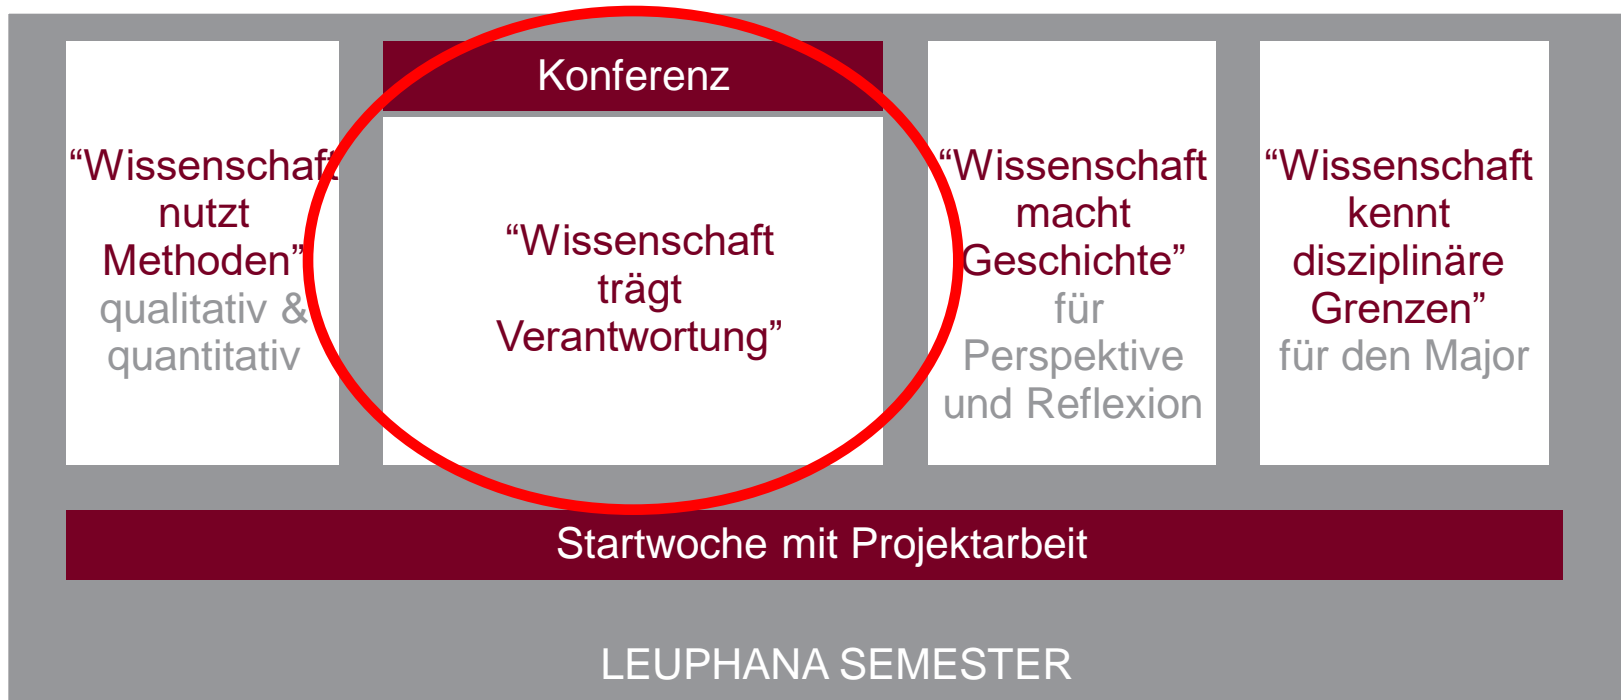 Konferenz
“Wissenschaft
nutzt
Methoden”
qualitativ &
quantitativ
“Wissenschaft
trägt
Verantwortung”
“Wissenschaft
macht
Geschichte”
für
Perspektive
und Reflexion
“Wissenschaft
kennt
disziplinäre
Grenzen”
für den Major
Startwoche mit Projektarbeit
LEUPHANA SEMESTER